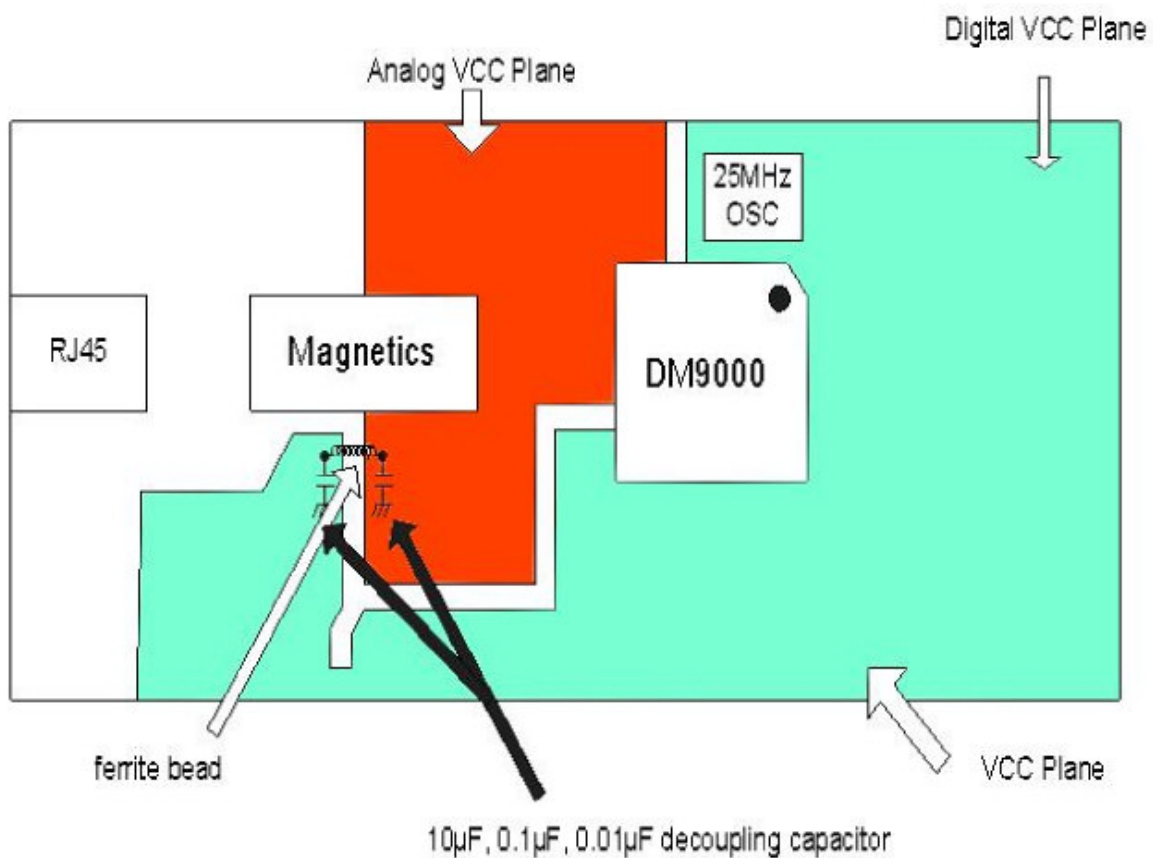 Digital VCC Plane
Analog VCC Plane
25MHz
OSC
RJ45
Magnetics
DM9000
ferrite bead
VCC Plane
10µF, 0.1µF, 0.01µF decoupling capacitor